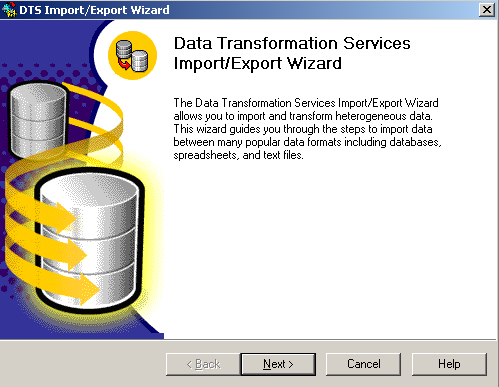 DTS Import/Export Wizard
Data Transformation Services
Import/Export Wizard
The Data Transformation Services Import/Export Wizard
allows you to import and transform heterogeneous data.
This wizard guides you through the steps to import data
between many popular data formats including databases,
spreadsheets, and text files.
< Back Next > Cancel Help